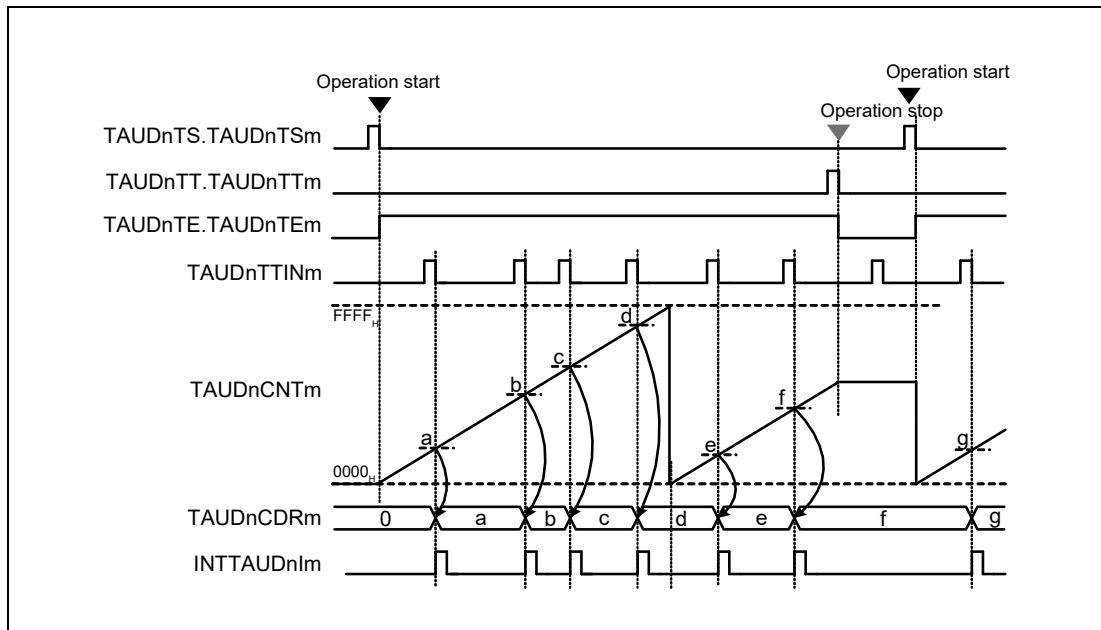 Operation start
Operation start
Operation stop
TAUDnTS.TAUDnTSm
TAUDnTT.TAUDnTTm
TAUDnTE.TAUDnTEm
TAUDnTTINm
FFFFH
d
c
TAUDnCNTm
b
f
a
e
g
0000H
TAUDnCDRm 0 a b c d e f g
INTTAUDnIm